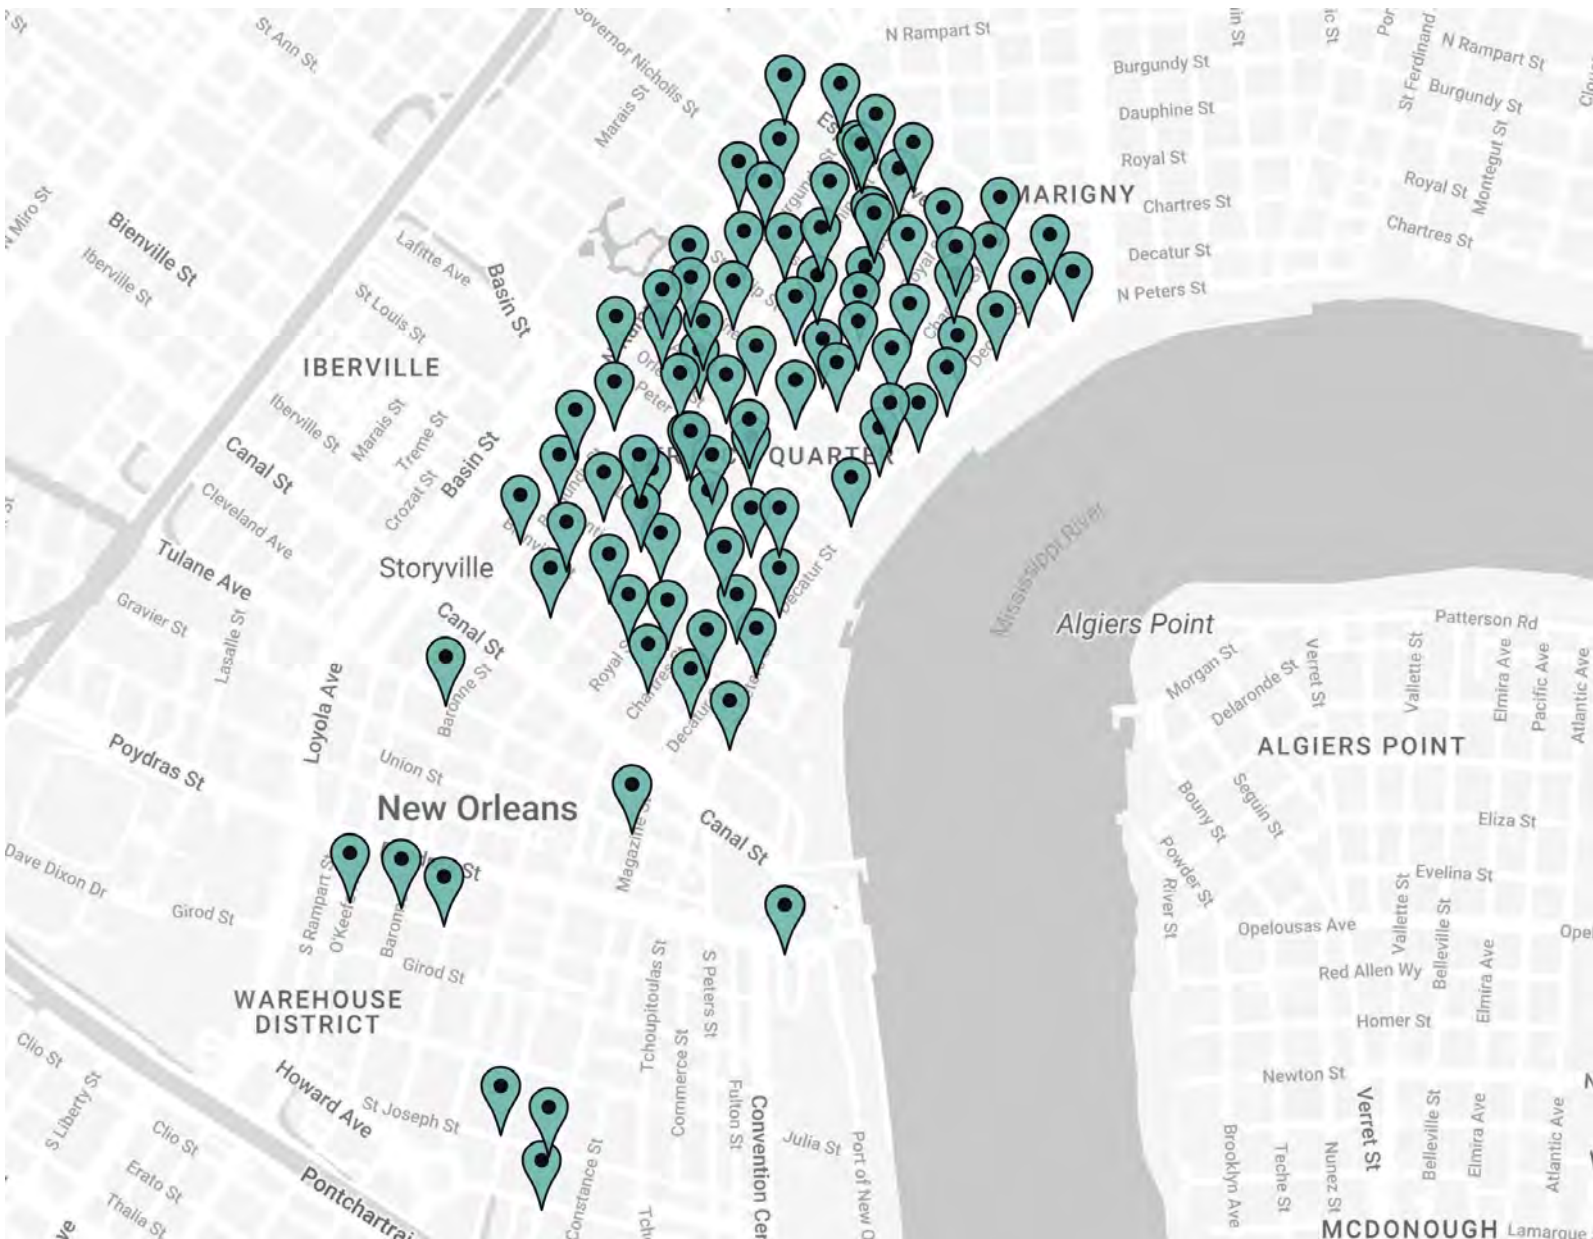 St Ann St.
Governor Nicholls St
N Rampart St
N Rampart St
Burgundy St
Burgundy St
St Ferdinand
Marais St
Dauphine St
Montegut St
Royal St
Royal St
MARIGNY
Chartres St
Chartres St
N Miro St
Bienville St
Iberville St
Lafitte Ave
Basin St
Decatur St
N Peters St
St Louis St
IBERVILLE
Iberville St
Marais St
Treme St
Basin St
Crozat St
Canal St
Cleveland Ave
QUARTER
Tulane Ave
Storyville
Gravier St
Lasalle St
Canal St
Decatur St
Mississippi River
Algiers Point
Patterson Rd
Morgan St
Verret St
Delaronde St
Vallette St
Elmira Ave
Pacific Ave
Atlantic Ave
Royal S
Chartres St
Decatur
Baronne St
Loyola Ave
Union St
Poydras St
ALGIERS POINT
New Orleans
Magazine St
Canal St
Bouny St
Seguin St
Eliza St
Powder St
River St
Evelina St
Dave Dixon Dr
Girod St
S Rampart St
O'Keef
Baron
Girod St
Opelousas Ave
Vallette St
Belleville St
Elmira Ave
Opel
Red Allen Wy
Homer St
WAREHOUSE
DISTRICT
Tchoupitoulas St
S Peters St
Commerce St
Clio St
S Liberty St
Howard Ave
St Joseph St
Fulton St
Convention Cen
Julia St
Port of New O
Constance St
Clio St
Erato St
Thalia St
Pontchartrai
Tch
Newton St
Verret St
Belleville St
Elmira Ave
Atlantic Ave
Brooklyn Ave
Teche St
Nunez St
MCDONOUGH
Lamarque